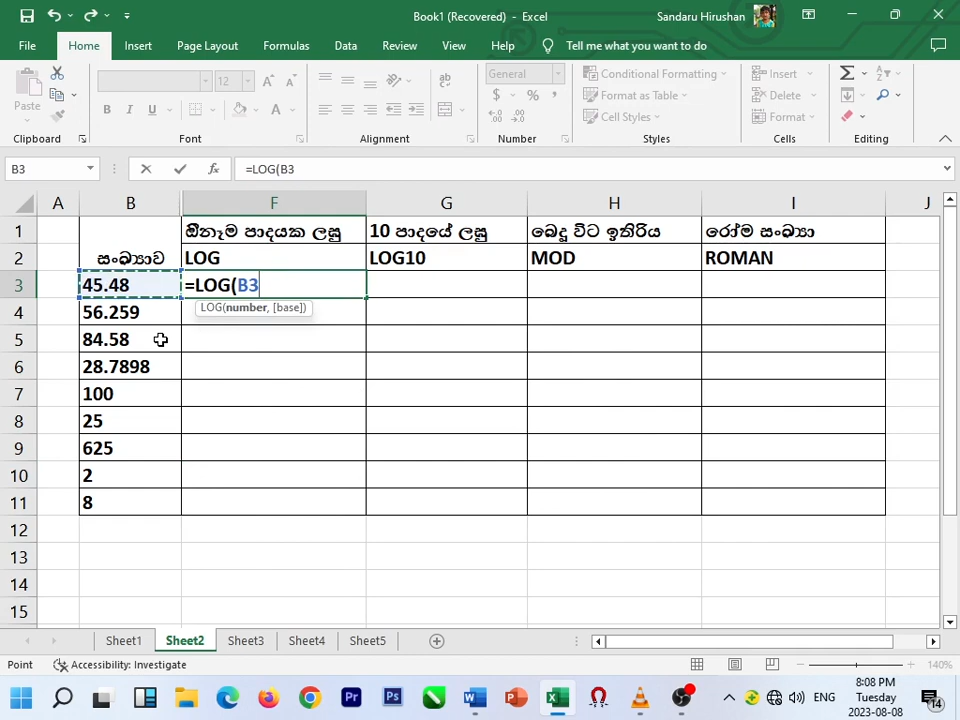 Book1 (Recovered) - Excel
Sandaru Hirushan
File Home Insert Page Layout Formulas Data Review View Help Tell me what you want to do
Paste
12
B I U A
ab
General
$ % ,
Conditional Formatting
Format as Table
Cell Styles
Insert
Delete
Format
Clipboard Font Alignment Number Styles Cells Editing
B3 fx =LOG(B3
A B F G H I J
1 ඕනෑම පාදයක ලඝු 10 පාදයේ ලඝු බෙදූ විට ඉතිරිය රෝම සංඛ්‍යා
2 සංඛ්‍යාව LOG LOG10 MOD ROMAN
3 45.48 =LOG(B3
LOG(number, [base])
4 56.259
5 84.58
6 28.7898
7 100
8 25
9 625
10 2
11 8
12
13
14
15
Sheet1 Sheet2 Sheet3 Sheet4 Sheet5
Point Accessibility: Investigate 140%
8:08 PM
ENG Tuesday
2023-08-08 14